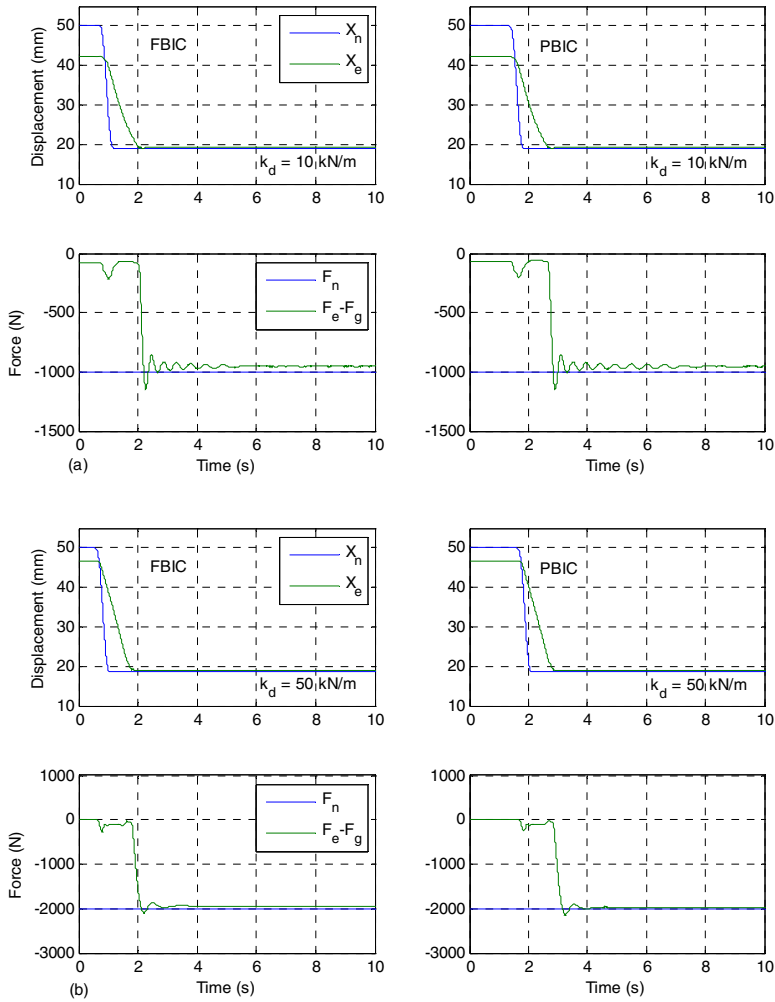 50
40
30
20
10
Displacement (mm)
FBIC
X_n
X_e
k_d = 10 kN/m
0 2 4 6 8 10
50
40
30
20
10
Displacement (mm)
PBIC
k_d = 10 kN/m
0 2 4 6 8 10
0
-500
-1000
-1500
Force (N)
F_n
F_e-F_g
0 2 4 6 8 10
(a)
Time (s)
0
-500
-1000
-1500
Force (N)
0 2 4 6 8 10
Time (s)
50
40
30
20
10
Displacement (mm)
FBIC
X_n
X_e
k_d = 50 kN/m
0 2 4 6 8 10
50
40
30
20
10
Displacement (mm)
PBIC
k_d = 50 kN/m
0 2 4 6 8 10
1000
0
-1000
-2000
-3000
Force (N)
F_n
F_e-F_g
0 2 4 6 8 10
(b)
Time (s)
1000
0
-1000
-2000
-3000
Force (N)
0 2 4 6 8 10
Time (s)